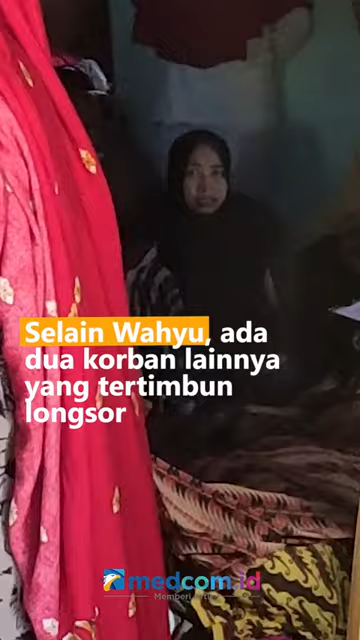 Selain Wahyu, ada
dua korban lainnya
yang tertimbun
longsor
medcom.id